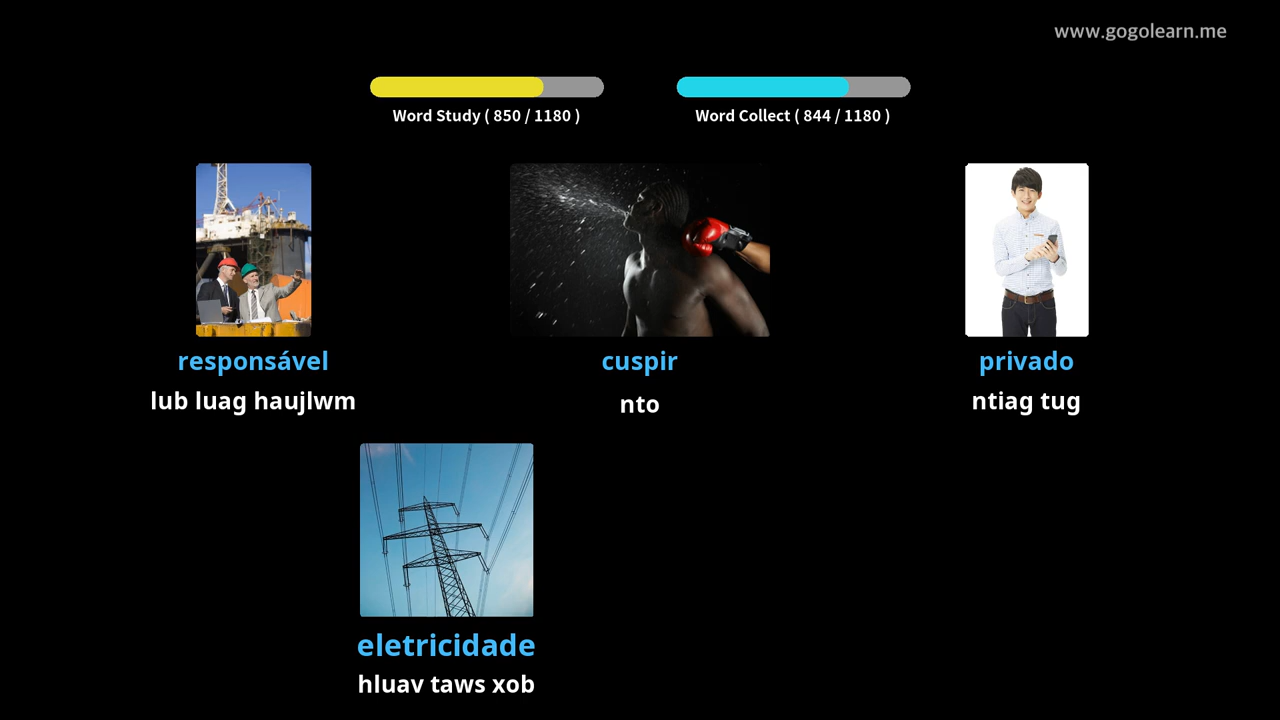 www.gogolearn.me
Word Study ( 850 / 1180 )
Word Collect ( 844 / 1180 )
responsável
lub luag haujlwm
cuspir
nto
privado
ntiag tug
eletricidade
hluav taws xob